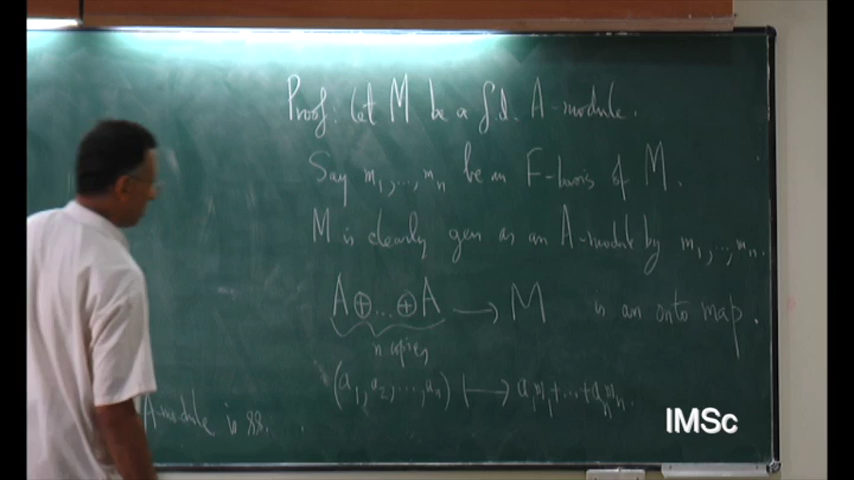 Proof: Let M be a f.d. A-module.
Say m₁,...,mₙ be an F-basis of M.
M is clearly gen as an A-module by m₁,...,mₙ.
A⊕...⊕A → M is an onto map.
n copies
(a₁, a₂, ..., aₙ) ↦ a₁m₁+...+aₙmₙ.
A-module is ss.
IMSc